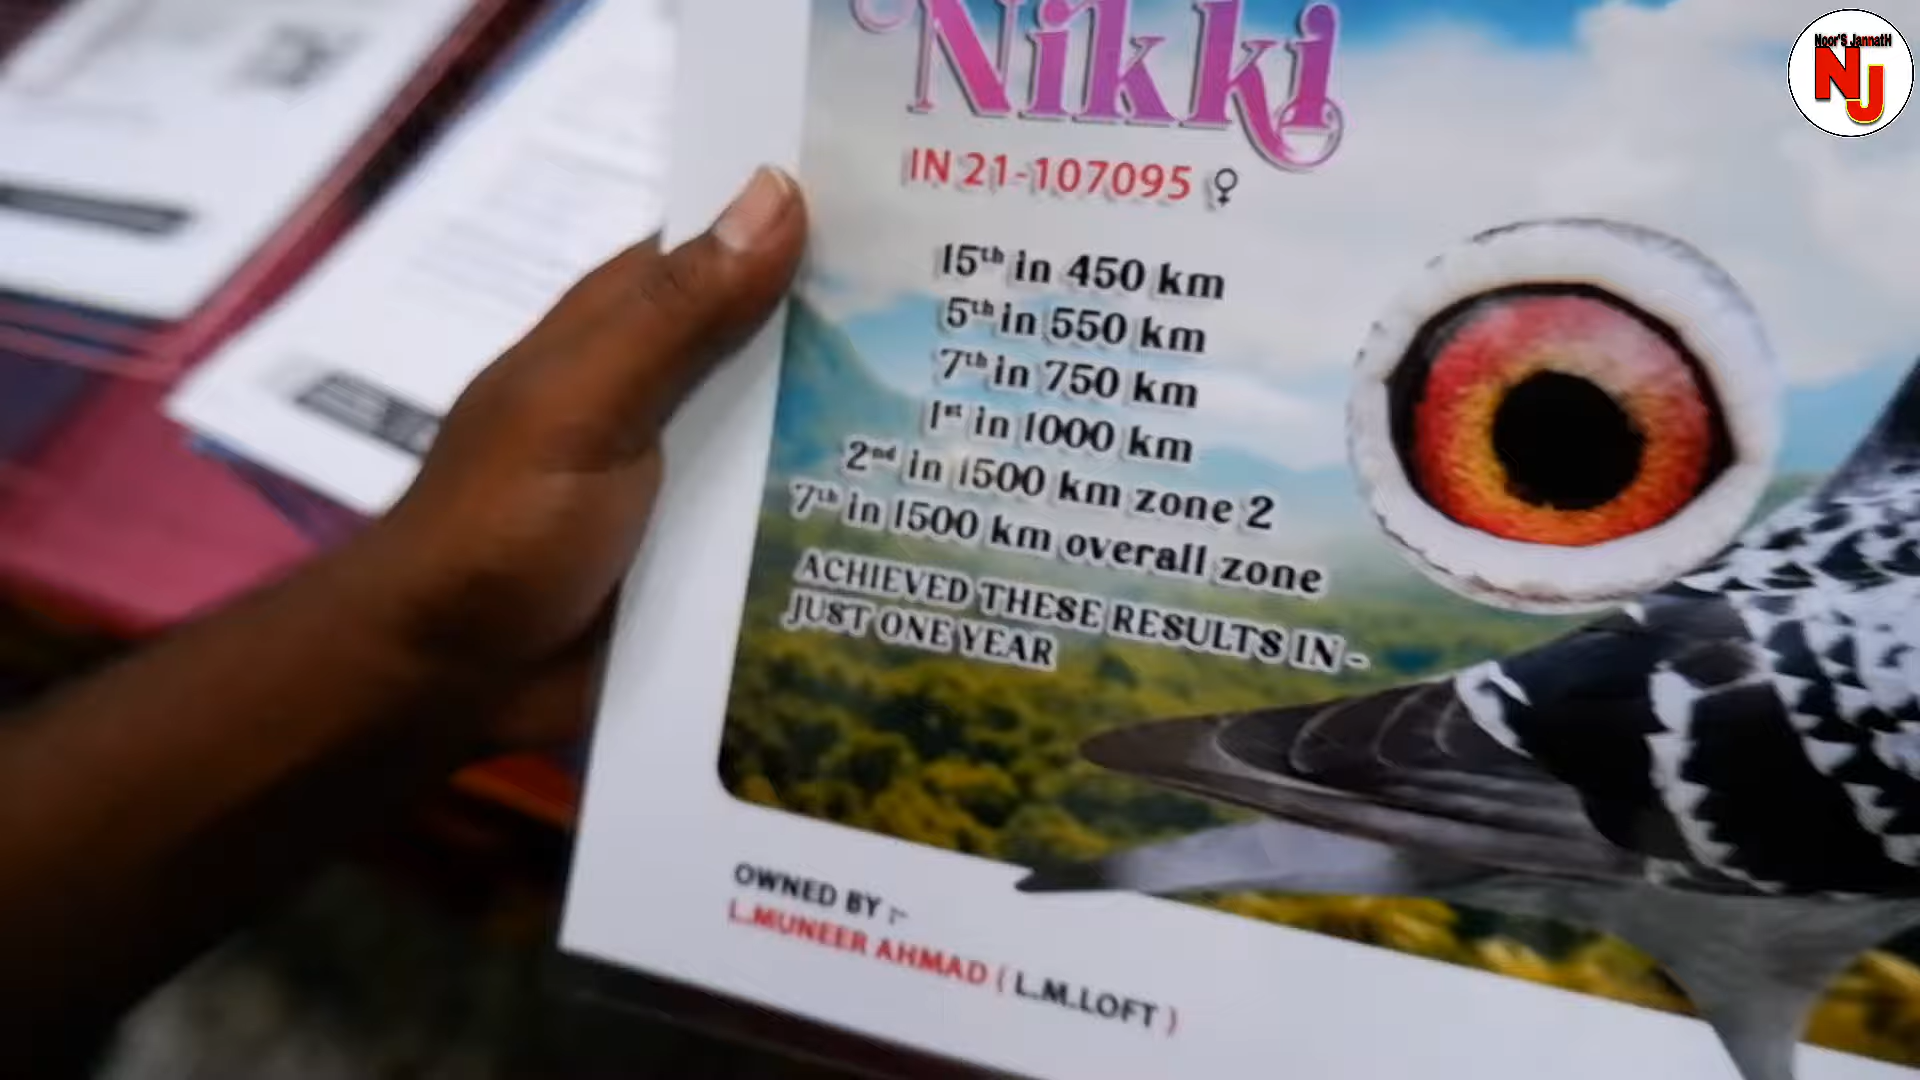 Nikki
IN 21-107095 ♀
15th in 450 km
5th in 550 km
7th in 750 km
1st in 1000 km
2nd in 1500 km zone 2
7th in 1500 km overall zone
ACHIEVED THESE RESULTS IN -
JUST ONE YEAR
OWNED BY :-
L.MUNEER AHMAD ( L.M.LOFT )
Noor'S JannatH
NJ